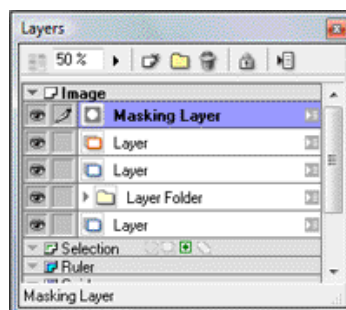 Layers
50 %
Image
Masking Layer
Layer
Layer
Layer Folder
Layer
Selection
Ruler
Masking Layer